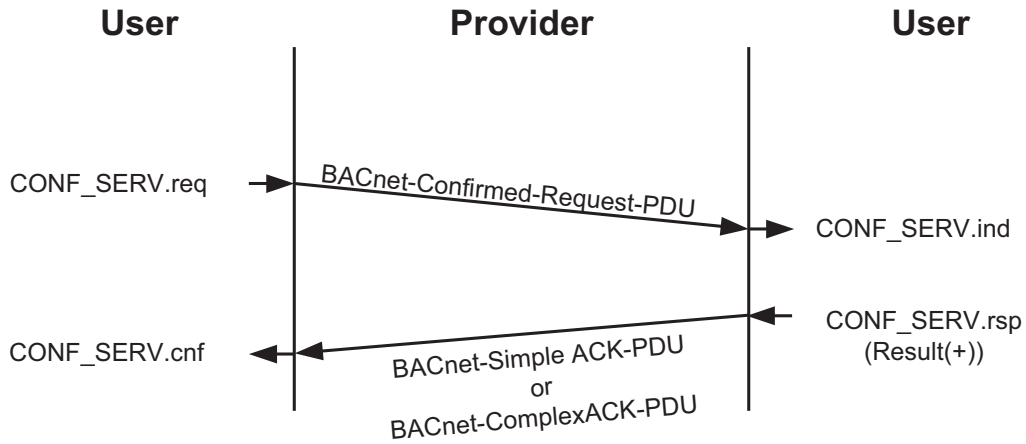 User
Provider
User
CONF_SERV.req
BACnet-Confirmed-Request-PDU
CONF_SERV.ind
CONF_SERV.rsp
(Result(+))
CONF_SERV.cnf
BACnet-Simple ACK-PDU
or
BACnet-ComplexACK-PDU